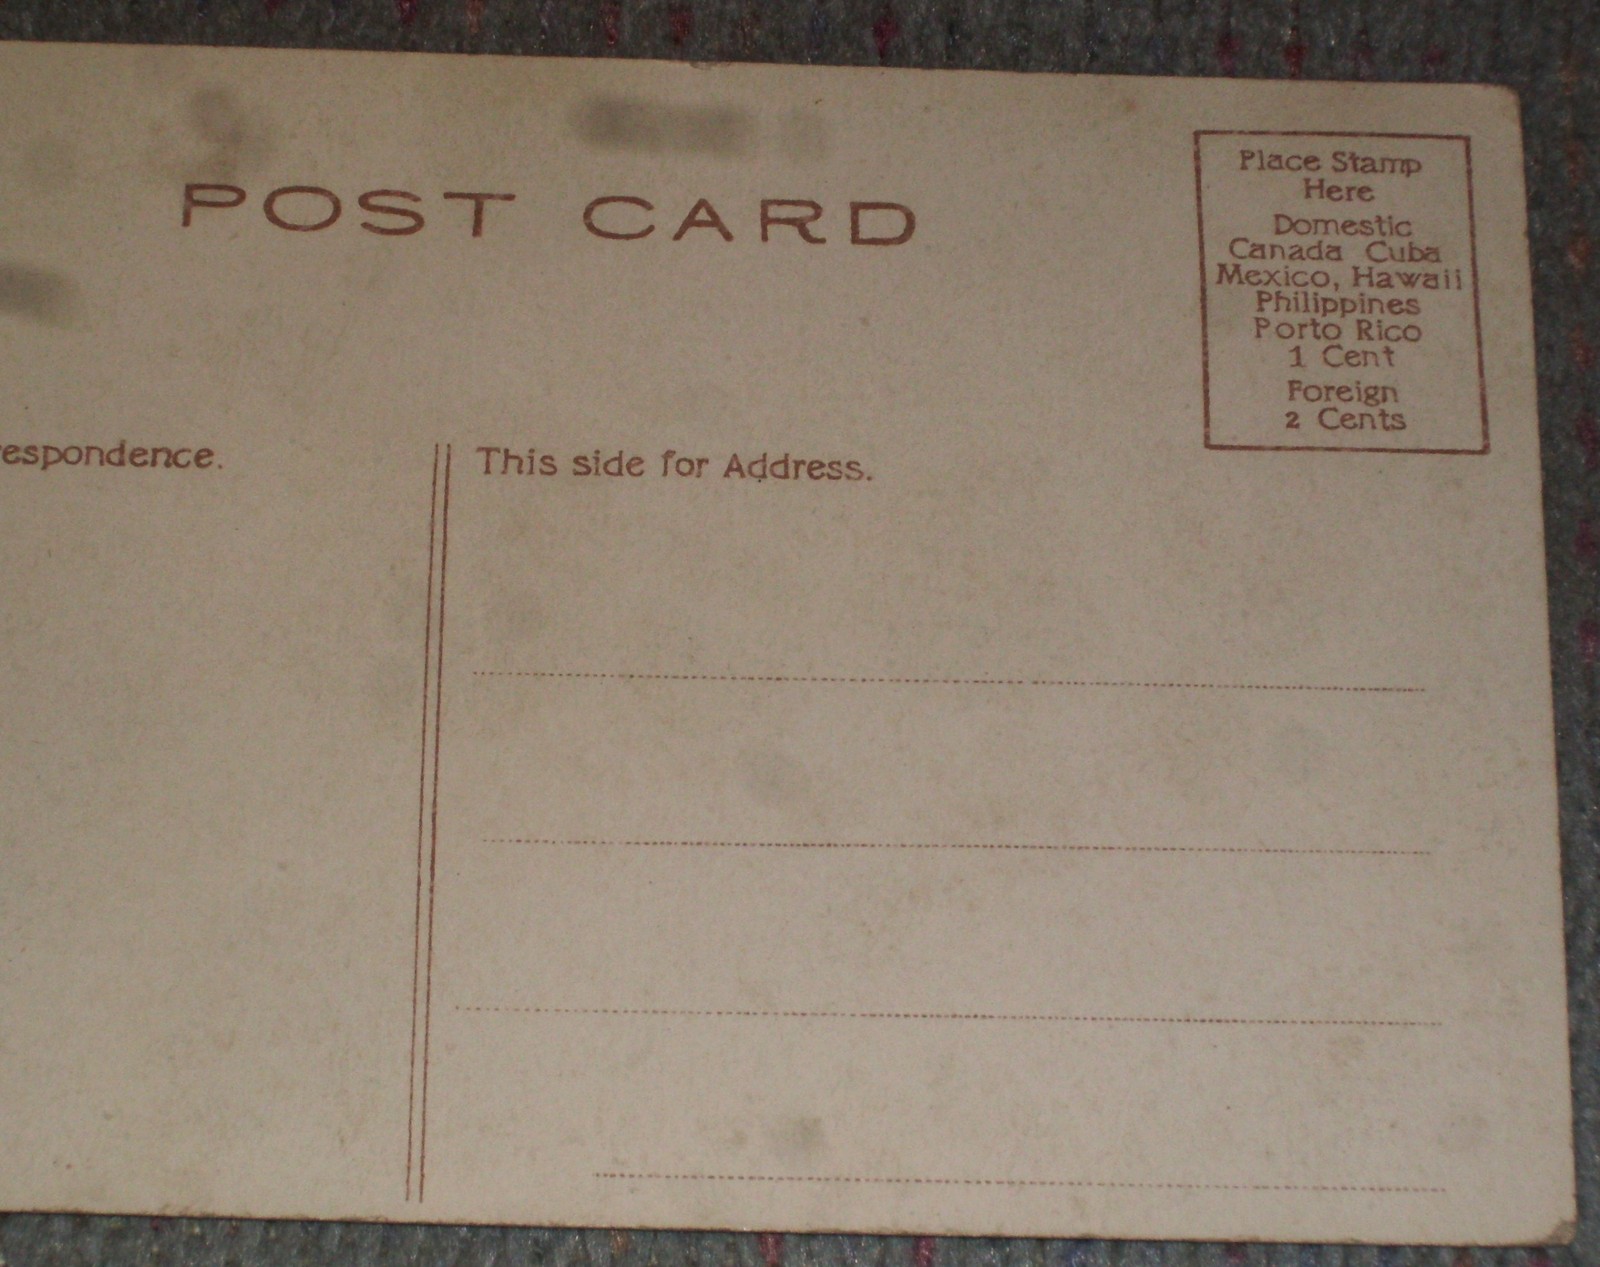 POST CARD
Place Stamp
Here
Domestic
Canada Cuba
Mexico, Hawaii
Philippines
Porto Rico
1 Cent
Foreign
2 Cents
respondence.
This side for Address.